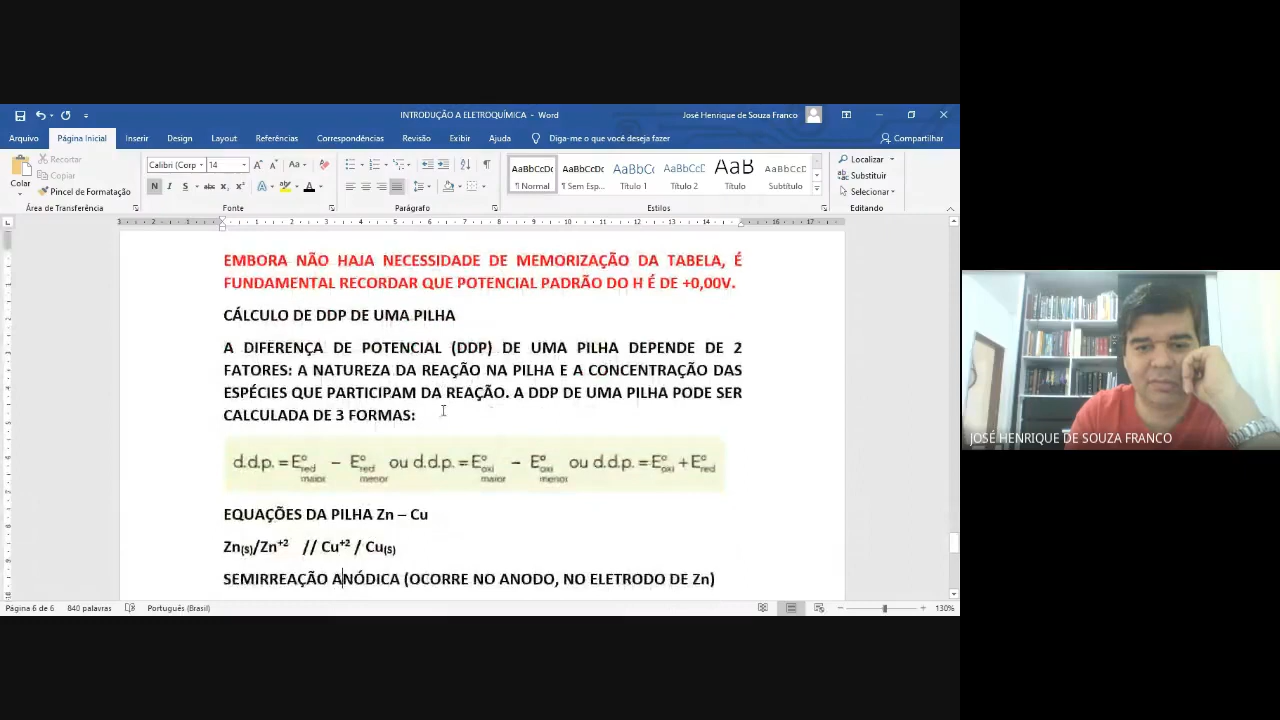 INTRODUÇÃO A ELETROQUÍMICA - Word
José Henrique de Souza Franco
Arquivo Página Inicial Inserir Design Layout Referências Correspondências Revisão Exibir Ajuda Diga-me o que você deseja fazer Compartilhar
Colar
Recortar
Copiar
Pincel de Formatação
Área de Transferência
Calibri (Corp 14
Fonte
Parágrafo
AaBbCcDc AaBbCcDc AaBbCc AaBbCcD AaB AaBbCcD
¶ Normal ¶ Sem Esp... Título 1 Título 2 Título Subtítulo
Estilos
Localizar
Substituir
Selecionar
Editando
EMBORA NÃO HAJA NECESSIDADE DE MEMORIZAÇÃO DA TABELA, É
FUNDAMENTAL RECORDAR QUE POTENCIAL PADRÃO DO H É DE +0,00V.
CÁLCULO DE DDP DE UMA PILHA
A DIFERENÇA DE POTENCIAL (DDP) DE UMA PILHA DEPENDE DE 2
FATORES: A NATUREZA DA REAÇÃO NA PILHA E A CONCENTRAÇÃO DAS
ESPÉCIES QUE PARTICIPAM DA REAÇÃO. A DDP DE UMA PILHA PODE SER
CALCULADA DE 3 FORMAS:
d.d.p. = E°red maior – E°red menor ou d.d.p. = E°oxi maior – E°oxi menor ou d.d.p. = E°oxi + E°red
EQUAÇÕES DA PILHA Zn – Cu
Zn(S)/Zn+2 // Cu+2 / Cu(S)
SEMIRREAÇÃO ANÓDICA (OCORRE NO ANODO, NO ELETRODO DE Zn)
Página 6 de 6 840 palavras Português (Brasil) 130%
JOSÉ HENRIQUE DE SOUZA FRANCO